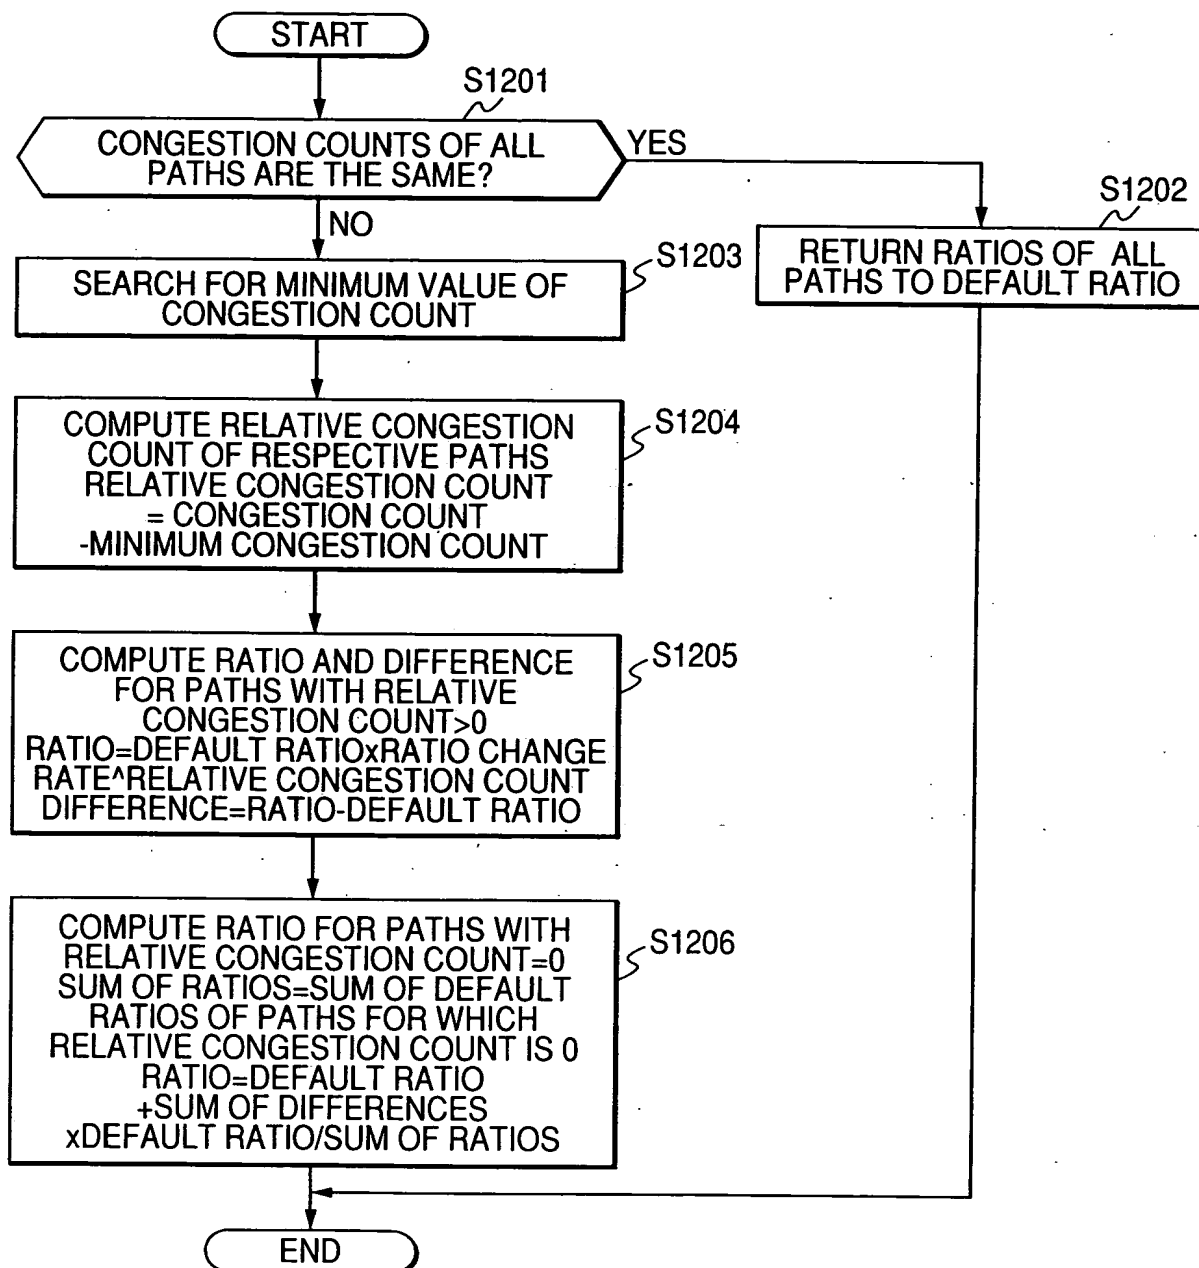 START
S1201
CONGESTION COUNTS OF ALL
PATHS ARE THE SAME?
YES
NO
S1202
RETURN RATIOS OF ALL
PATHS TO DEFAULT RATIO
S1203
SEARCH FOR MINIMUM VALUE OF
CONGESTION COUNT
S1204
COMPUTE RELATIVE CONGESTION
COUNT OF RESPECTIVE PATHS
RELATIVE CONGESTION COUNT
= CONGESTION COUNT
-MINIMUM CONGESTION COUNT
S1205
COMPUTE RATIO AND DIFFERENCE
FOR PATHS WITH RELATIVE
CONGESTION COUNT>0
RATIO=DEFAULT RATIOxRATIO CHANGE
RATE^RELATIVE CONGESTION COUNT
DIFFERENCE=RATIO-DEFAULT RATIO
S1206
COMPUTE RATIO FOR PATHS WITH
RELATIVE CONGESTION COUNT=0
SUM OF RATIOS=SUM OF DEFAULT
RATIOS OF PATHS FOR WHICH
RELATIVE CONGESTION COUNT IS 0
RATIO=DEFAULT RATIO
+SUM OF DIFFERENCES
xDEFAULT RATIO/SUM OF RATIOS
END